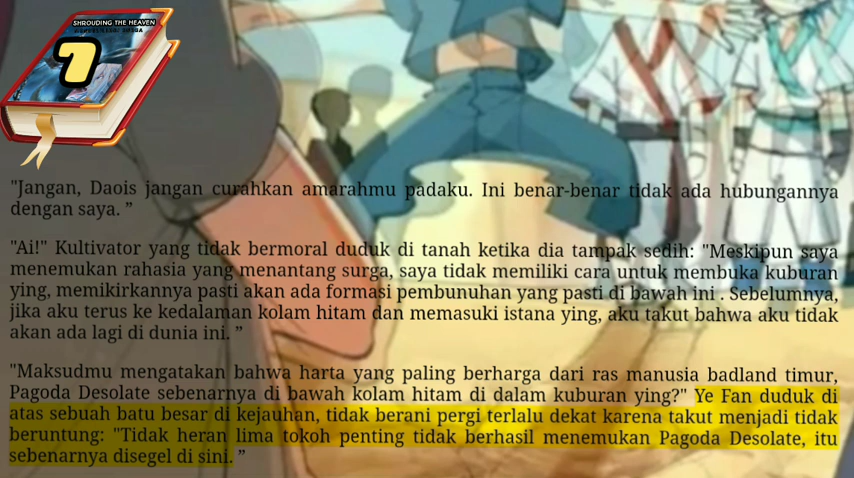 SHROUDING THE HEAVEN
7
"Jangan, Daois jangan curahkan amarahmu padaku. Ini benar-benar tidak ada hubungannya
dengan saya. ”
"Ai!" Kultivator yang tidak bermoral duduk di tanah ketika dia tampak sedih: "Meskipun saya
menemukan rahasia yang menantang surga, saya tidak memiliki cara untuk membuka kuburan
ying, memikirkannya pasti akan ada formasi pembunuhan yang pasti di bawah ini . Sebelumnya,
jika aku terus ke kedalaman kolam hitam dan memasuki istana ying, aku takut bahwa aku tidak
akan ada lagi di dunia ini. ”
"Maksudmu mengatakan bahwa harta yang paling berharga dari ras manusia badland timur,
Pagoda Desolate sebenarnya di bawah kolam hitam di dalam kuburan ying?" Ye Fan duduk di
atas sebuah batu besar di kejauhan, tidak berani pergi terlalu dekat karena takut menjadi tidak
beruntung: "Tidak heran lima tokoh penting tidak berhasil menemukan Pagoda Desolate, itu
sebenarnya disegel di sini. ”